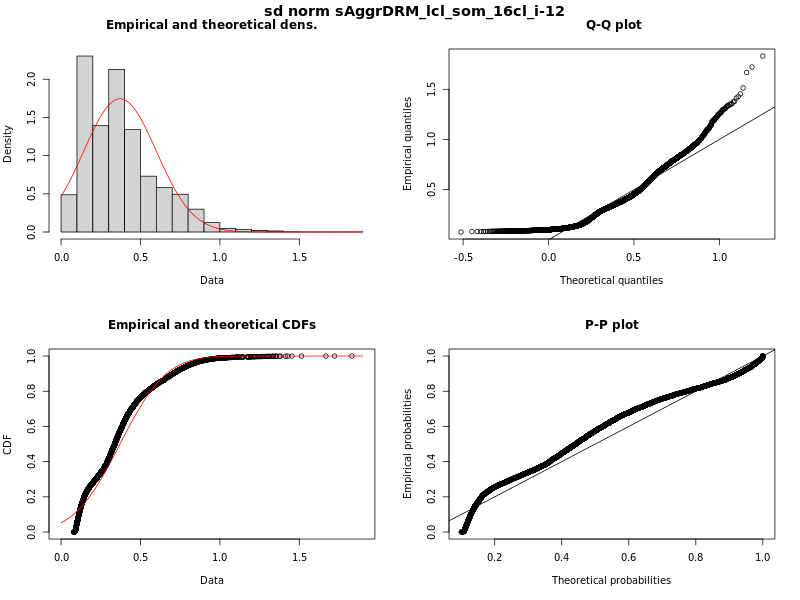 sd norm sAggrDRM_lcl_som_16cl_i-12
Empirical and theoretical dens.
Density
0.0 0.5 1.0 1.5 2.0
0.0 0.5 1.0 1.5
Data
Q-Q plot
Empirical quantiles
0.5 1.0 1.5
-0.5 0.0 0.5 1.0
Theoretical quantiles
Empirical and theoretical CDFs
CDF
0.0 0.2 0.4 0.6 0.8 1.0
0.0 0.5 1.0 1.5
Data
P-P plot
Empirical probabilities
0.0 0.2 0.4 0.6 0.8 1.0
0.2 0.4 0.6 0.8 1.0
Theoretical probabilities